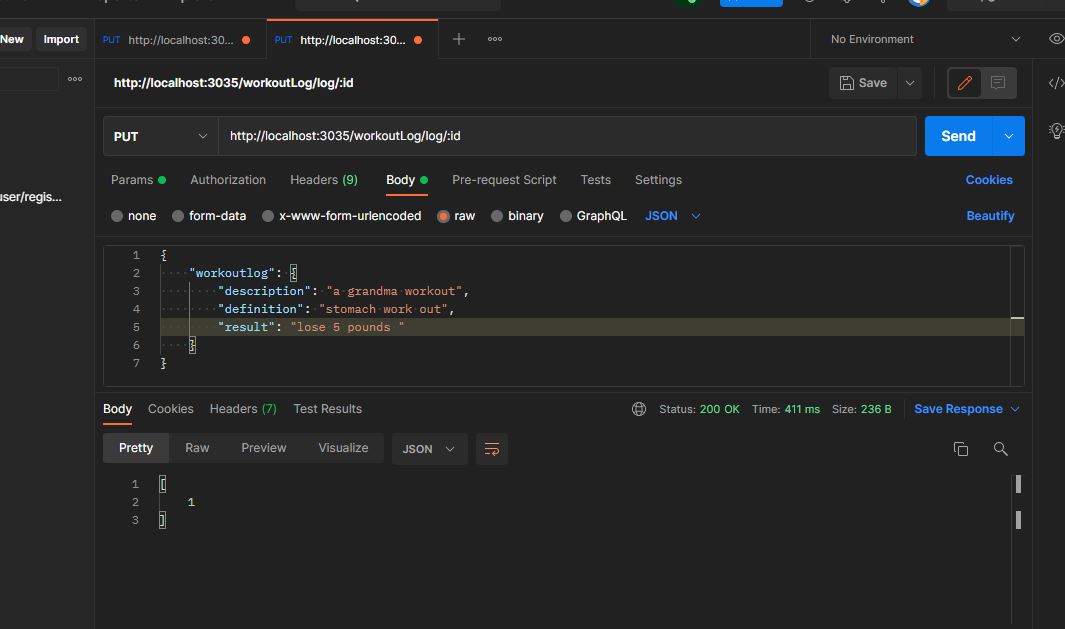 New Import PUT http://localhost:30... PUT http://localhost:30... No Environment
http://localhost:3035/workoutLog/log/:id Save
PUT http://localhost:3035/workoutLog/log/:id Send
Params Authorization Headers (9) Body Pre-request Script Tests Settings Cookies
user/regis...
none form-data x-www-form-urlencoded raw binary GraphQL JSON Beautify
1 {
2 "workoutlog": {
3 "description": "a grandma workout",
4 "definition": "stomach work out",
5 "result": "lose 5 pounds "
6 }
7 }
Body Cookies Headers (7) Test Results Status: 200 OK Time: 411 ms Size: 236 B Save Response
Pretty Raw Preview Visualize JSON
1 [
2 1
3 ]